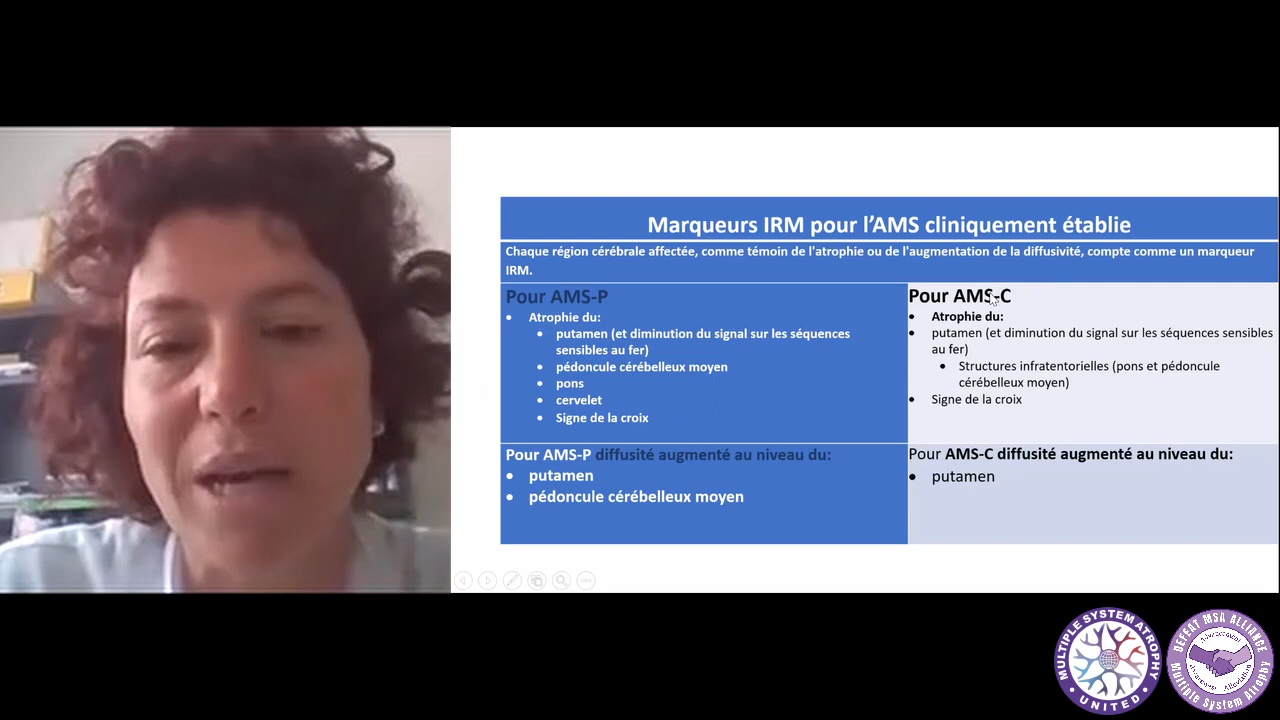 Marqueurs IRM pour l'AMS cliniquement établie
Chaque région cérébrale affectée, comme témoin de l'atrophie ou de l'augmentation de la diffusivité, compte comme un marqueur
IRM.
Pour AMS-P
• Atrophie du:
• putamen (et diminution du signal sur les séquences
sensibles au fer)
• pédoncule cérébelleux moyen
• pons
• cervelet
• Signe de la croix
Pour AMS-C
• Atrophie du:
• putamen (et diminution du signal sur les séquences sensibles
au fer)
• Structures infratentorielles (pons et pédoncule
cérébelleux moyen)
• Signe de la croix
Pour AMS-P diffusité augmenté au niveau du:
• putamen
• pédoncule cérébelleux moyen
Pour AMS-C diffusité augmenté au niveau du:
• putamen
MULTIPLE SYSTEM ATROPHY
UNITED
DEFEAT MSA ALLIANCE
Multiple System Atrophy